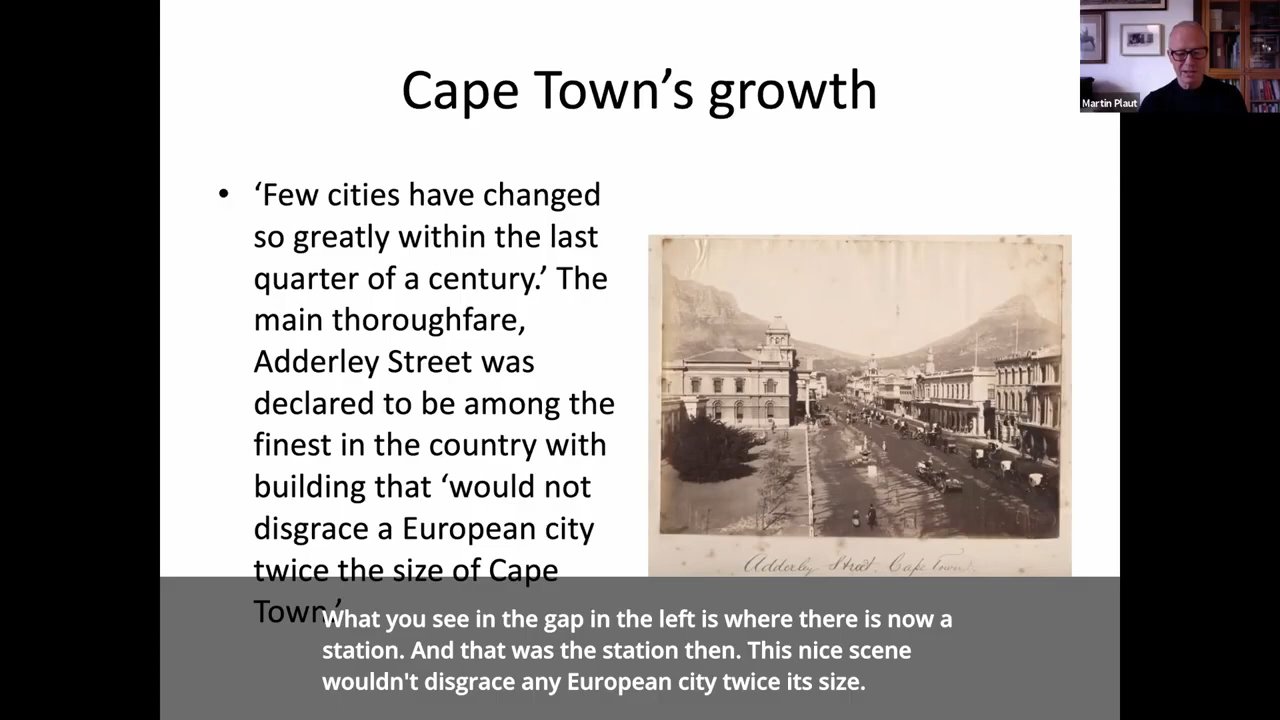 Cape Town’s growth
Martin Plaut
• ‘Few cities have changed
so greatly within the last
quarter of a century.’ The
main thoroughfare,
Adderley Street was
declared to be among the
finest in the country with
building that ‘would not
disgrace a European city
twice the size of Cape
Town.’
Adderley Street. Cape Town.
What you see in the gap in the left is where there is now a
station. And that was the station then. This nice scene
wouldn't disgrace any European city twice its size.